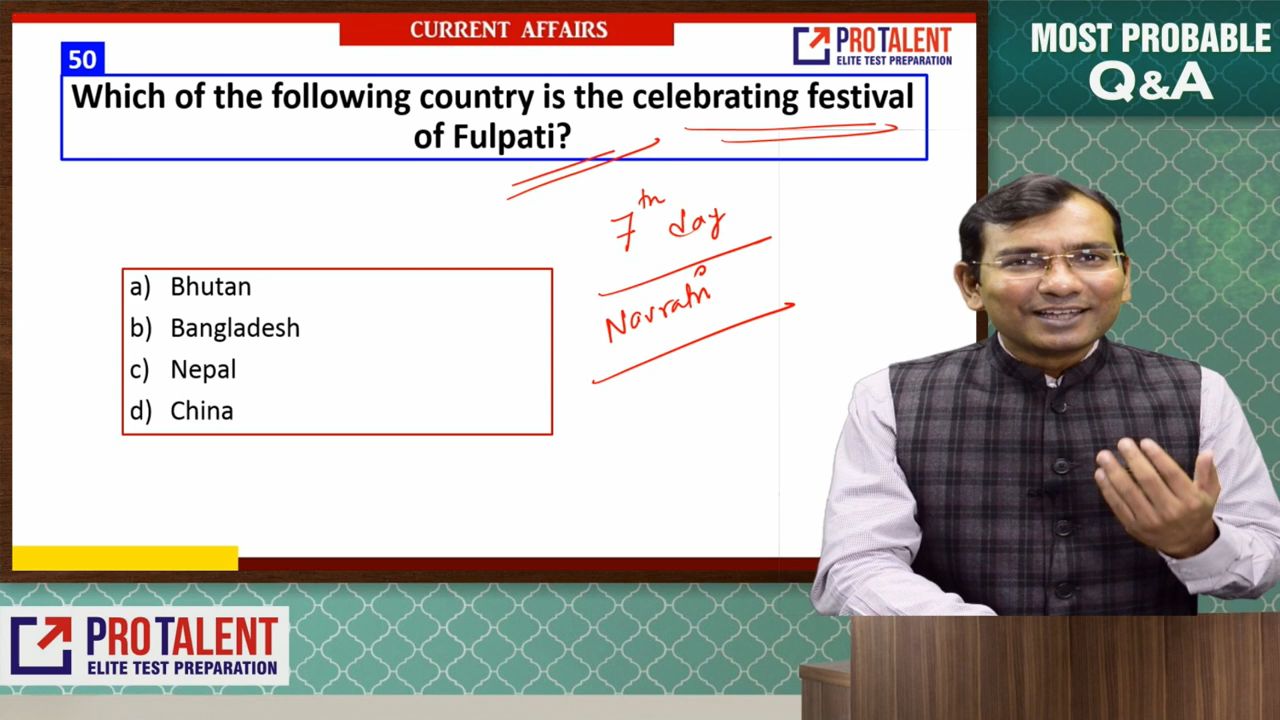 CURRENT AFFAIRS
PROTALENT
ELITE TEST PREPARATION
MOST PROBABLE
Q&A
50
Which of the following country is the celebrating festival
of Fulpati?
7th day
Navratri
a) Bhutan
b) Bangladesh
c) Nepal
d) China
PROTALENT
ELITE TEST PREPARATION